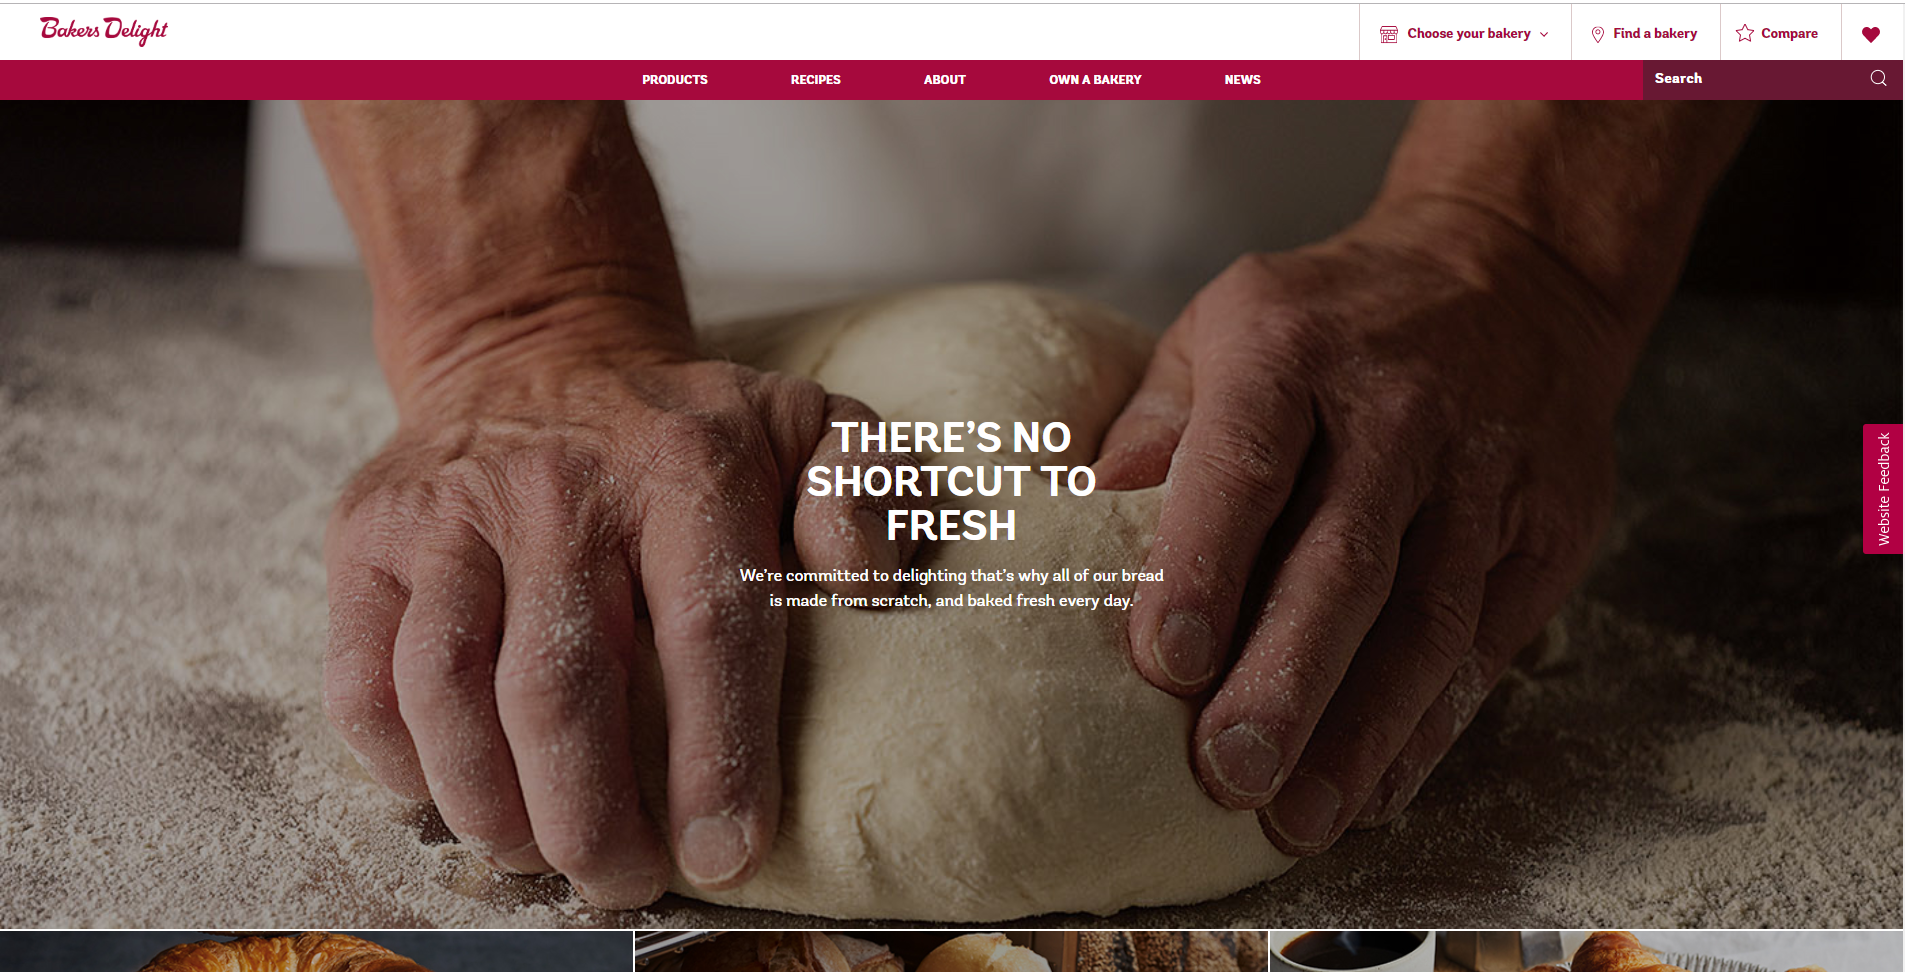 Bakers Delight
Choose your bakery
Find a bakery
Compare
PRODUCTS
RECIPES
ABOUT
OWN A BAKERY
NEWS
Search
THERE’S NO
SHORTCUT TO
FRESH
We’re committed to delighting that’s why all of our bread
is made from scratch, and baked fresh every day.
Website Feedback